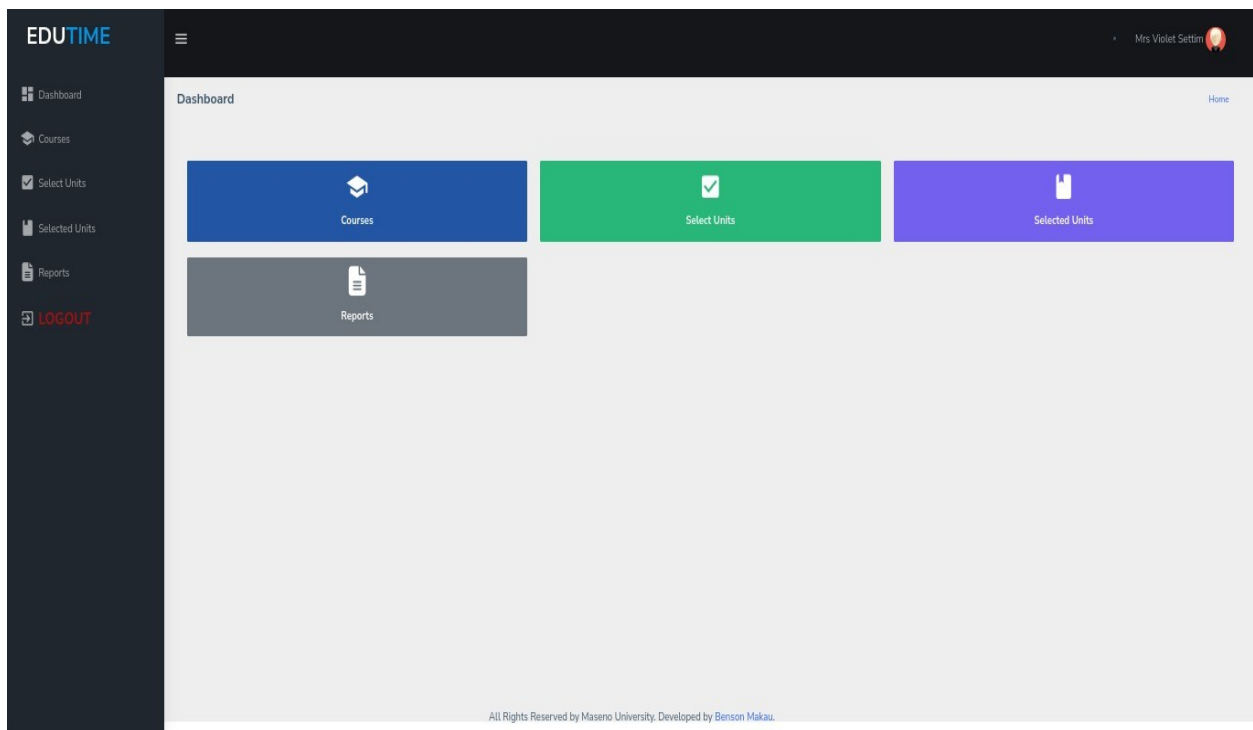 EDUTIME
Mrs Violet Settim
Dashboard
Courses
Select Units
Selected Units
Reports
LOGOUT
Dashboard
Home
Courses
Select Units
Selected Units
Reports
All Rights Reserved by Maseno University. Developed by Benson Makau.